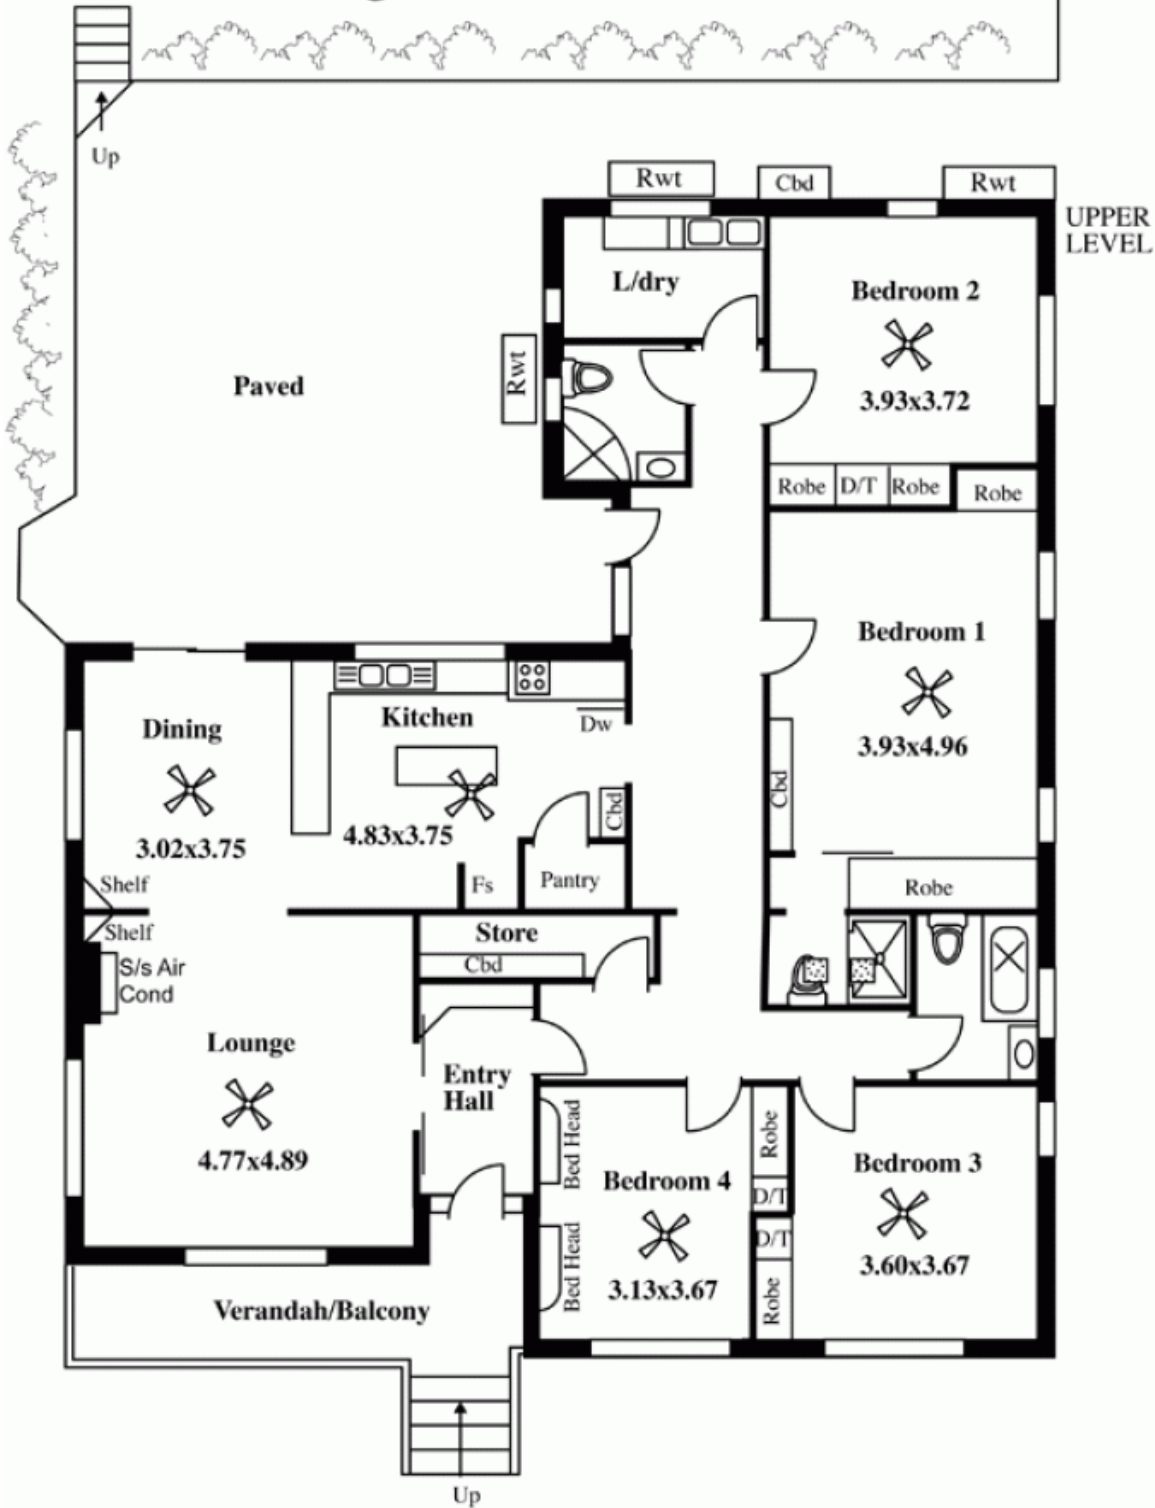 Up
Rwt
Cbd
Rwt
UPPER
LEVEL
L/dry
Bedroom 2
3.93x3.72
Rwt
Paved
Robe
D/T
Robe
Robe
Bedroom 1
3.93x4.96
Cbd
Robe
Dining
3.02x3.75
Kitchen
Dw
4.83x3.75
Cbd
Shelf
Fs
Pantry
Shelf
Store
Cbd
S/s Air
Cond
Lounge
4.77x4.89
Entry
Hall
Bed Head
Bed Head
Bedroom 4
3.13x3.67
Robe
D/T
D/T
Robe
Bedroom 3
3.60x3.67
Verandah/Balcony
Up